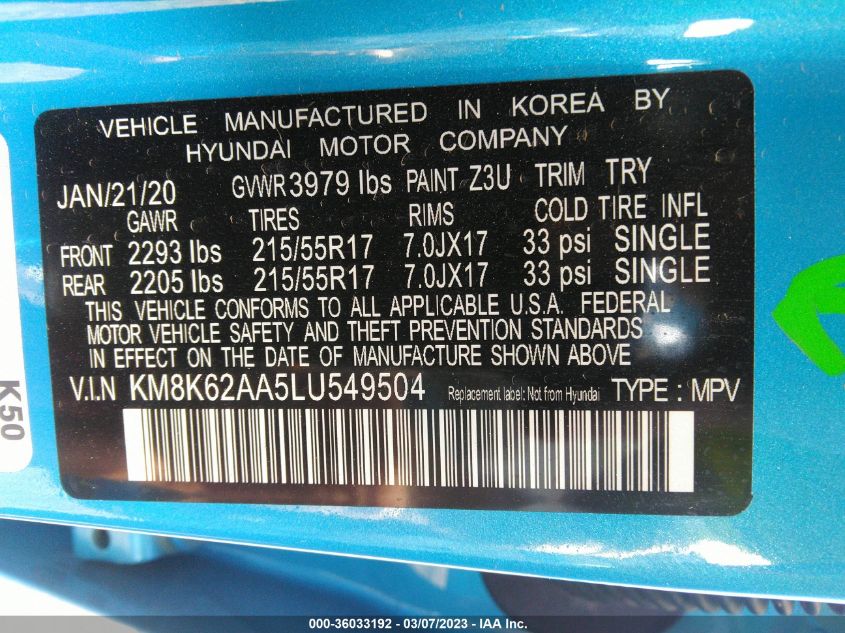 VEHICLE MANUFACTURED IN KOREA BY
HYUNDAI MOTOR COMPANY
JAN/21/20 GVWR 3979 lbs PAINT Z3U TRIM TRY
GAWR TIRES RIMS COLD TIRE INFL
FRONT 2293 lbs 215/55R17 7.0JX17 33 psi SINGLE
REAR 2205 lbs 215/55R17 7.0JX17 33 psi SINGLE
THIS VEHICLE CONFORMS TO ALL APPLICABLE U.S.A. FEDERAL
MOTOR VEHICLE SAFETY AND THEFT PREVENTION STANDARDS
IN EFFECT ON THE DATE OF MANUFACTURE SHOWN ABOVE
V.I.N KM8K62AA5LU549504 Replacement label: Not from Hyundai TYPE : MPV
K50
000-36033192 - 03/07/2023 - IAA Inc.